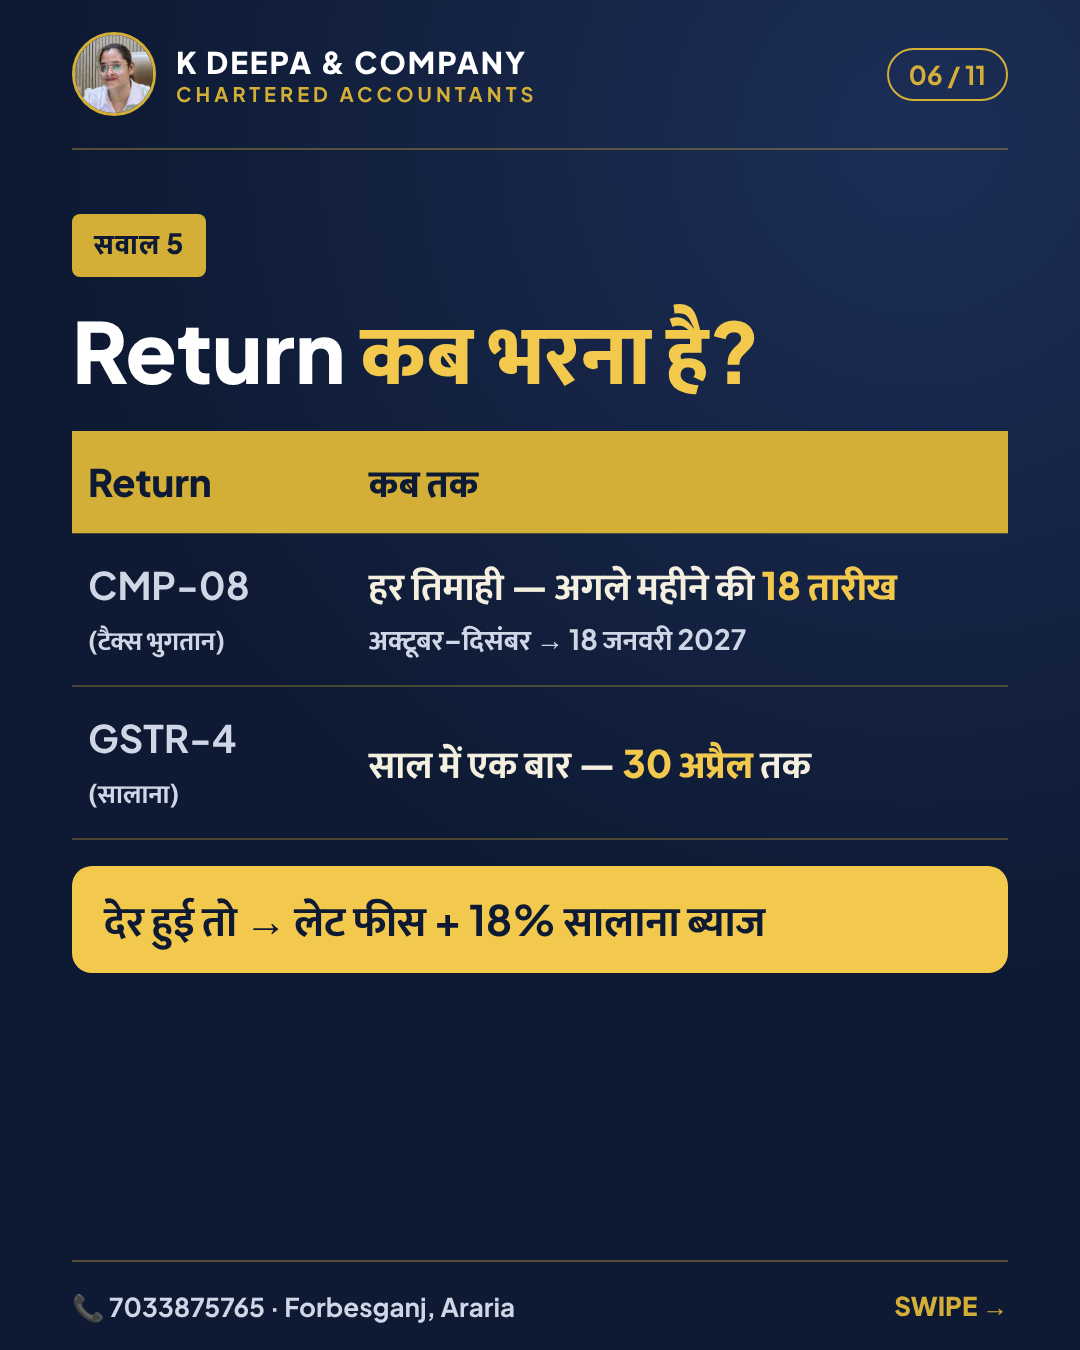 K DEEPA & COMPANY
CHARTERED ACCOUNTANTS
06 / 11
सवाल 5
Return कब भरना है?
Return कब तक
CMP-08
(टैक्स भुगतान)
हर तिमाही — अगले महीने की 18 तारीख
अक्टूबर–दिसंबर → 18 जनवरी 2027
GSTR-4
(सालाना)
साल में एक बार — 30 अप्रैल तक
देर हुई तो → लेट फीस + 18% सालाना ब्याज
7033875765 · Forbesganj, Araria
SWIPE →